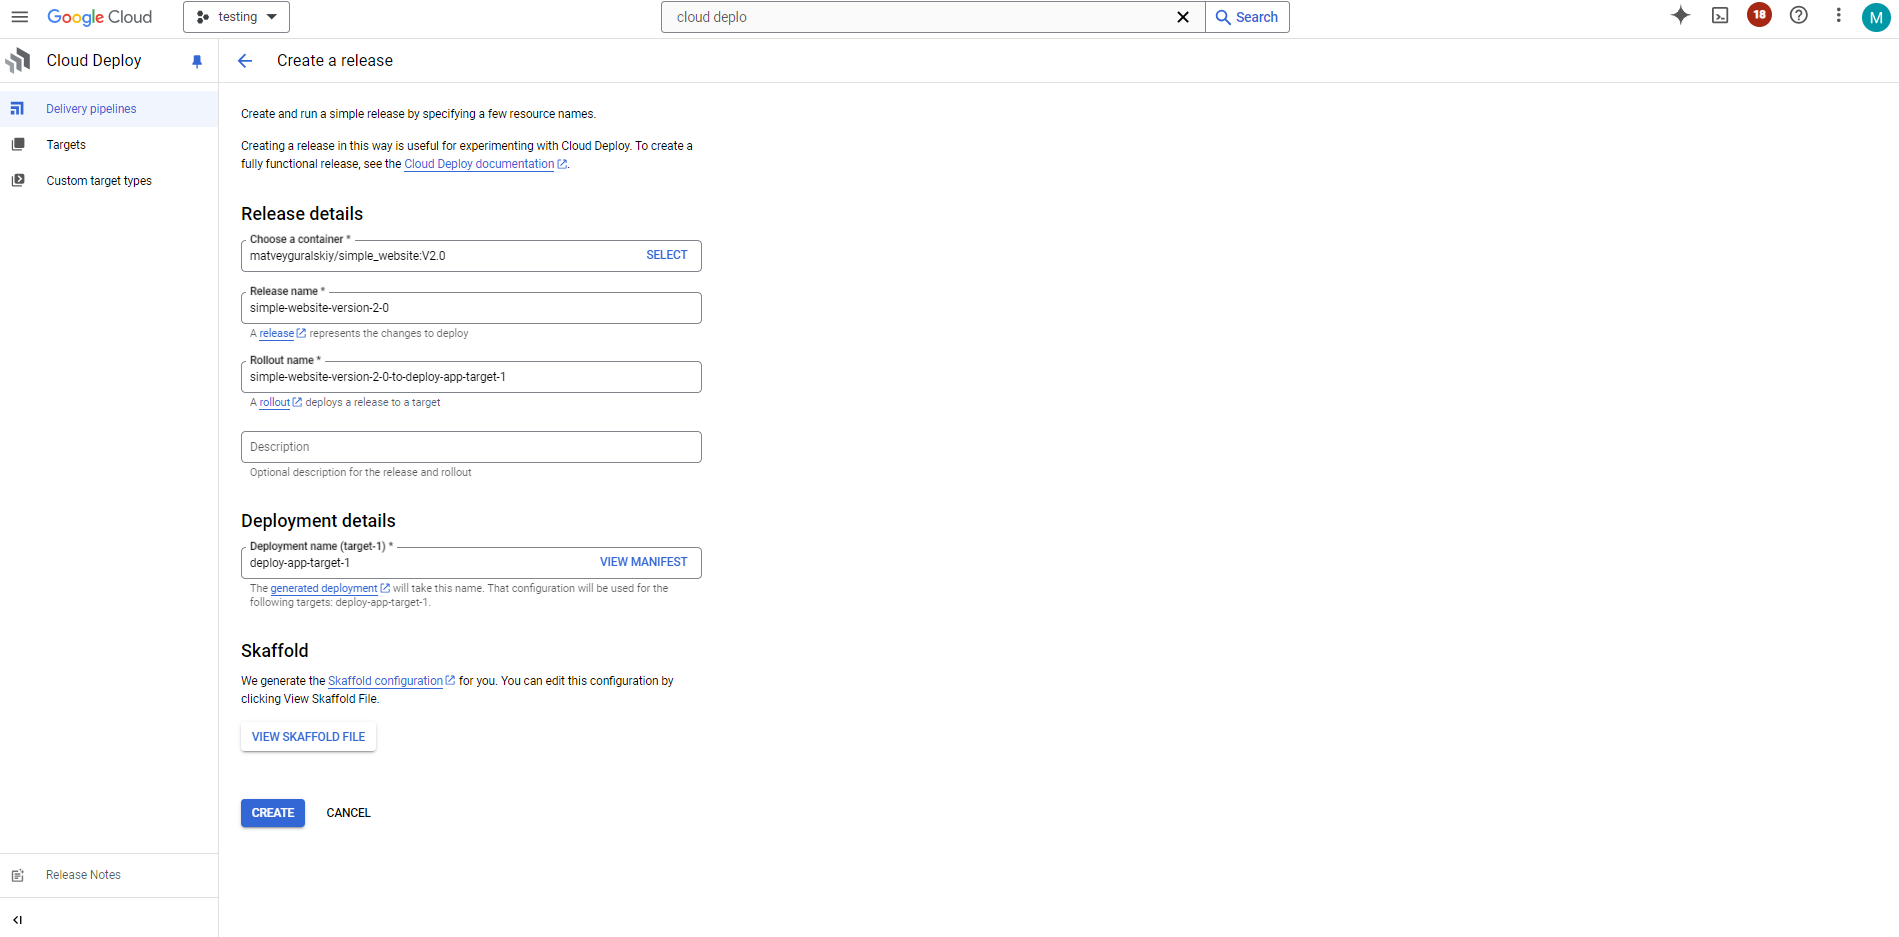 Google Cloud
testing
cloud deplo
Search
18
M
Cloud Deploy
Create a release
Delivery pipelines
Targets
Custom target types
Create and run a simple release by specifying a few resource names.
Creating a release in this way is useful for experimenting with Cloud Deploy. To create a
fully functional release, see the Cloud Deploy documentation.
Release details
Choose a container *
matveyguralskiy/simple_website:V2.0
SELECT
Release name *
simple-website-version-2-0
A release represents the changes to deploy
Rollout name *
simple-website-version-2-0-to-deploy-app-target-1
A rollout deploys a release to a target
Description
Optional description for the release and rollout
Deployment details
Deployment name (target-1) *
deploy-app-target-1
VIEW MANIFEST
The generated deployment will take this name. That configuration will be used for the
following targets: deploy-app-target-1.
Skaffold
We generate the Skaffold configuration for you. You can edit this configuration by
clicking View Skaffold File.
VIEW SKAFFOLD FILE
CREATE
CANCEL
Release Notes